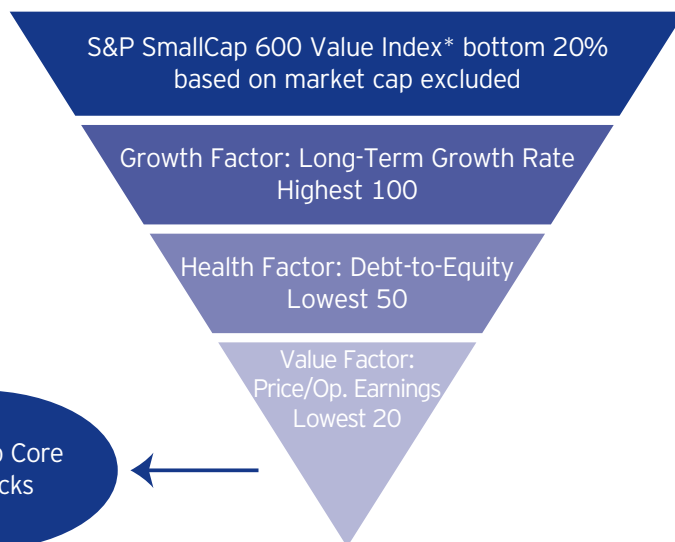 S&P SmallCap 600 Value Index* bottom 20%
based on market cap excluded
Growth Factor: Long-Term Growth Rate
Highest 100
Health Factor: Debt-to-Equity
Lowest 50
Value Factor:
Price/Op. Earnings
Lowest 20
Core